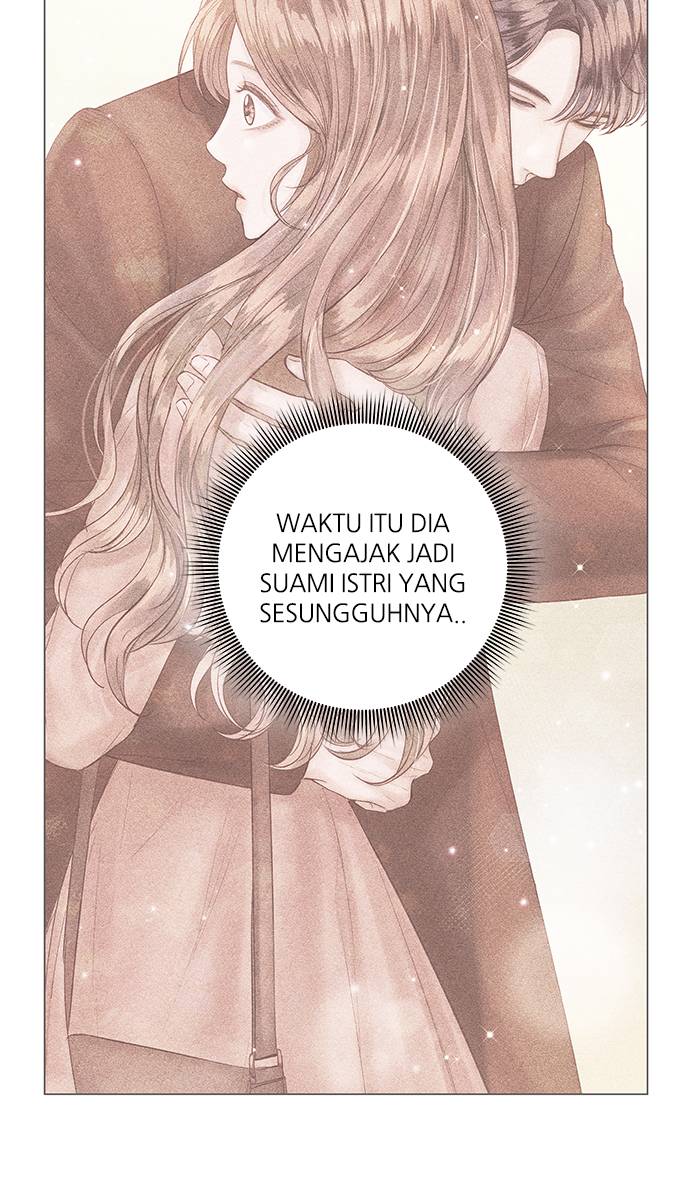 WAKTU ITU DIA
MENGAJAK JADI
SUAMI ISTRI YANG
SESUNGGUHNYA..